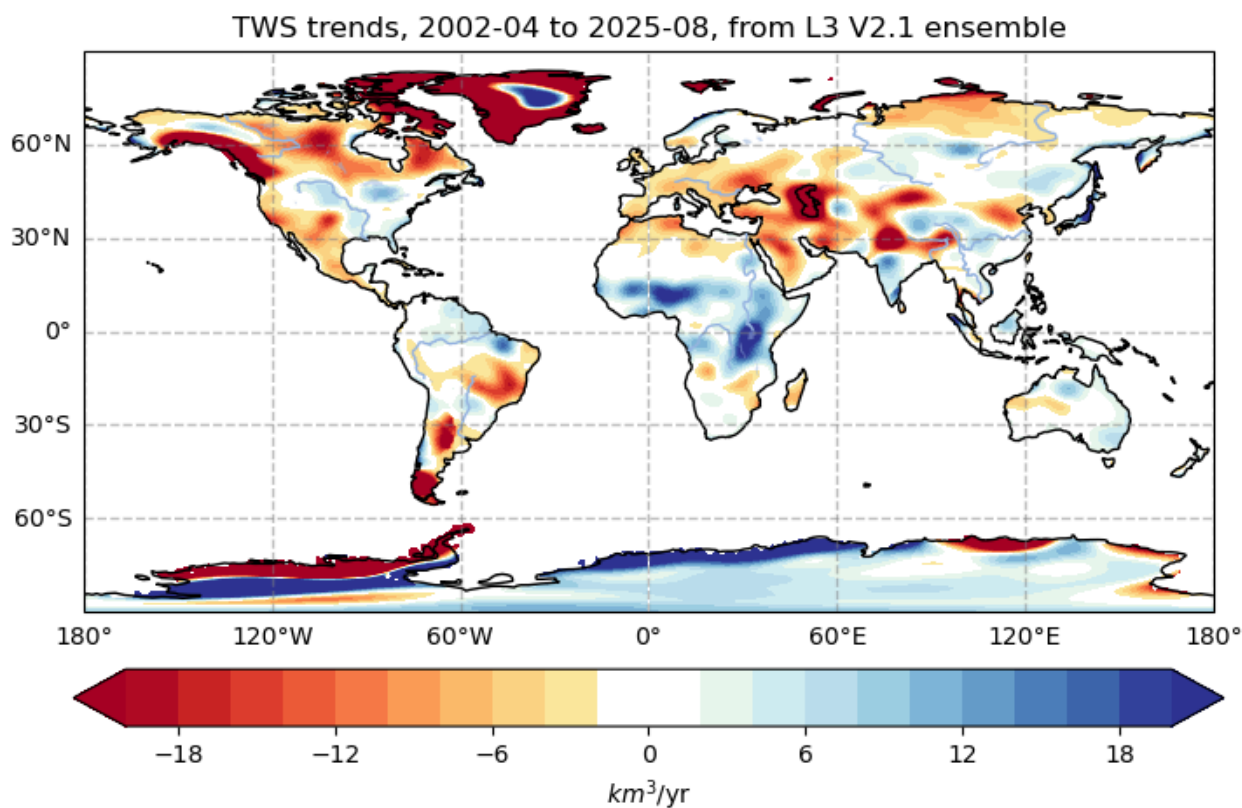 TWS trends, 2002-04 to 2025-08, from L3 V2.1 ensemble
60°N
30°N
0°
30°S
60°S
180° 120°W 60°W 0° 60°E 120°E 180°
−18 −12 −6 0 6 12 18
km³/yr